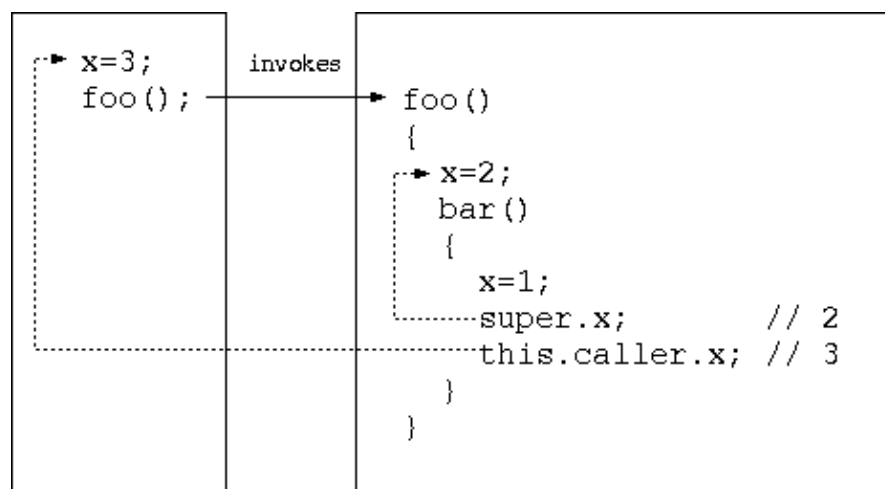 x=3;
foo();
invokes
foo()
{
x=2;
bar()
{
x=1;
super.x; // 2
this.caller.x; // 3
}
}